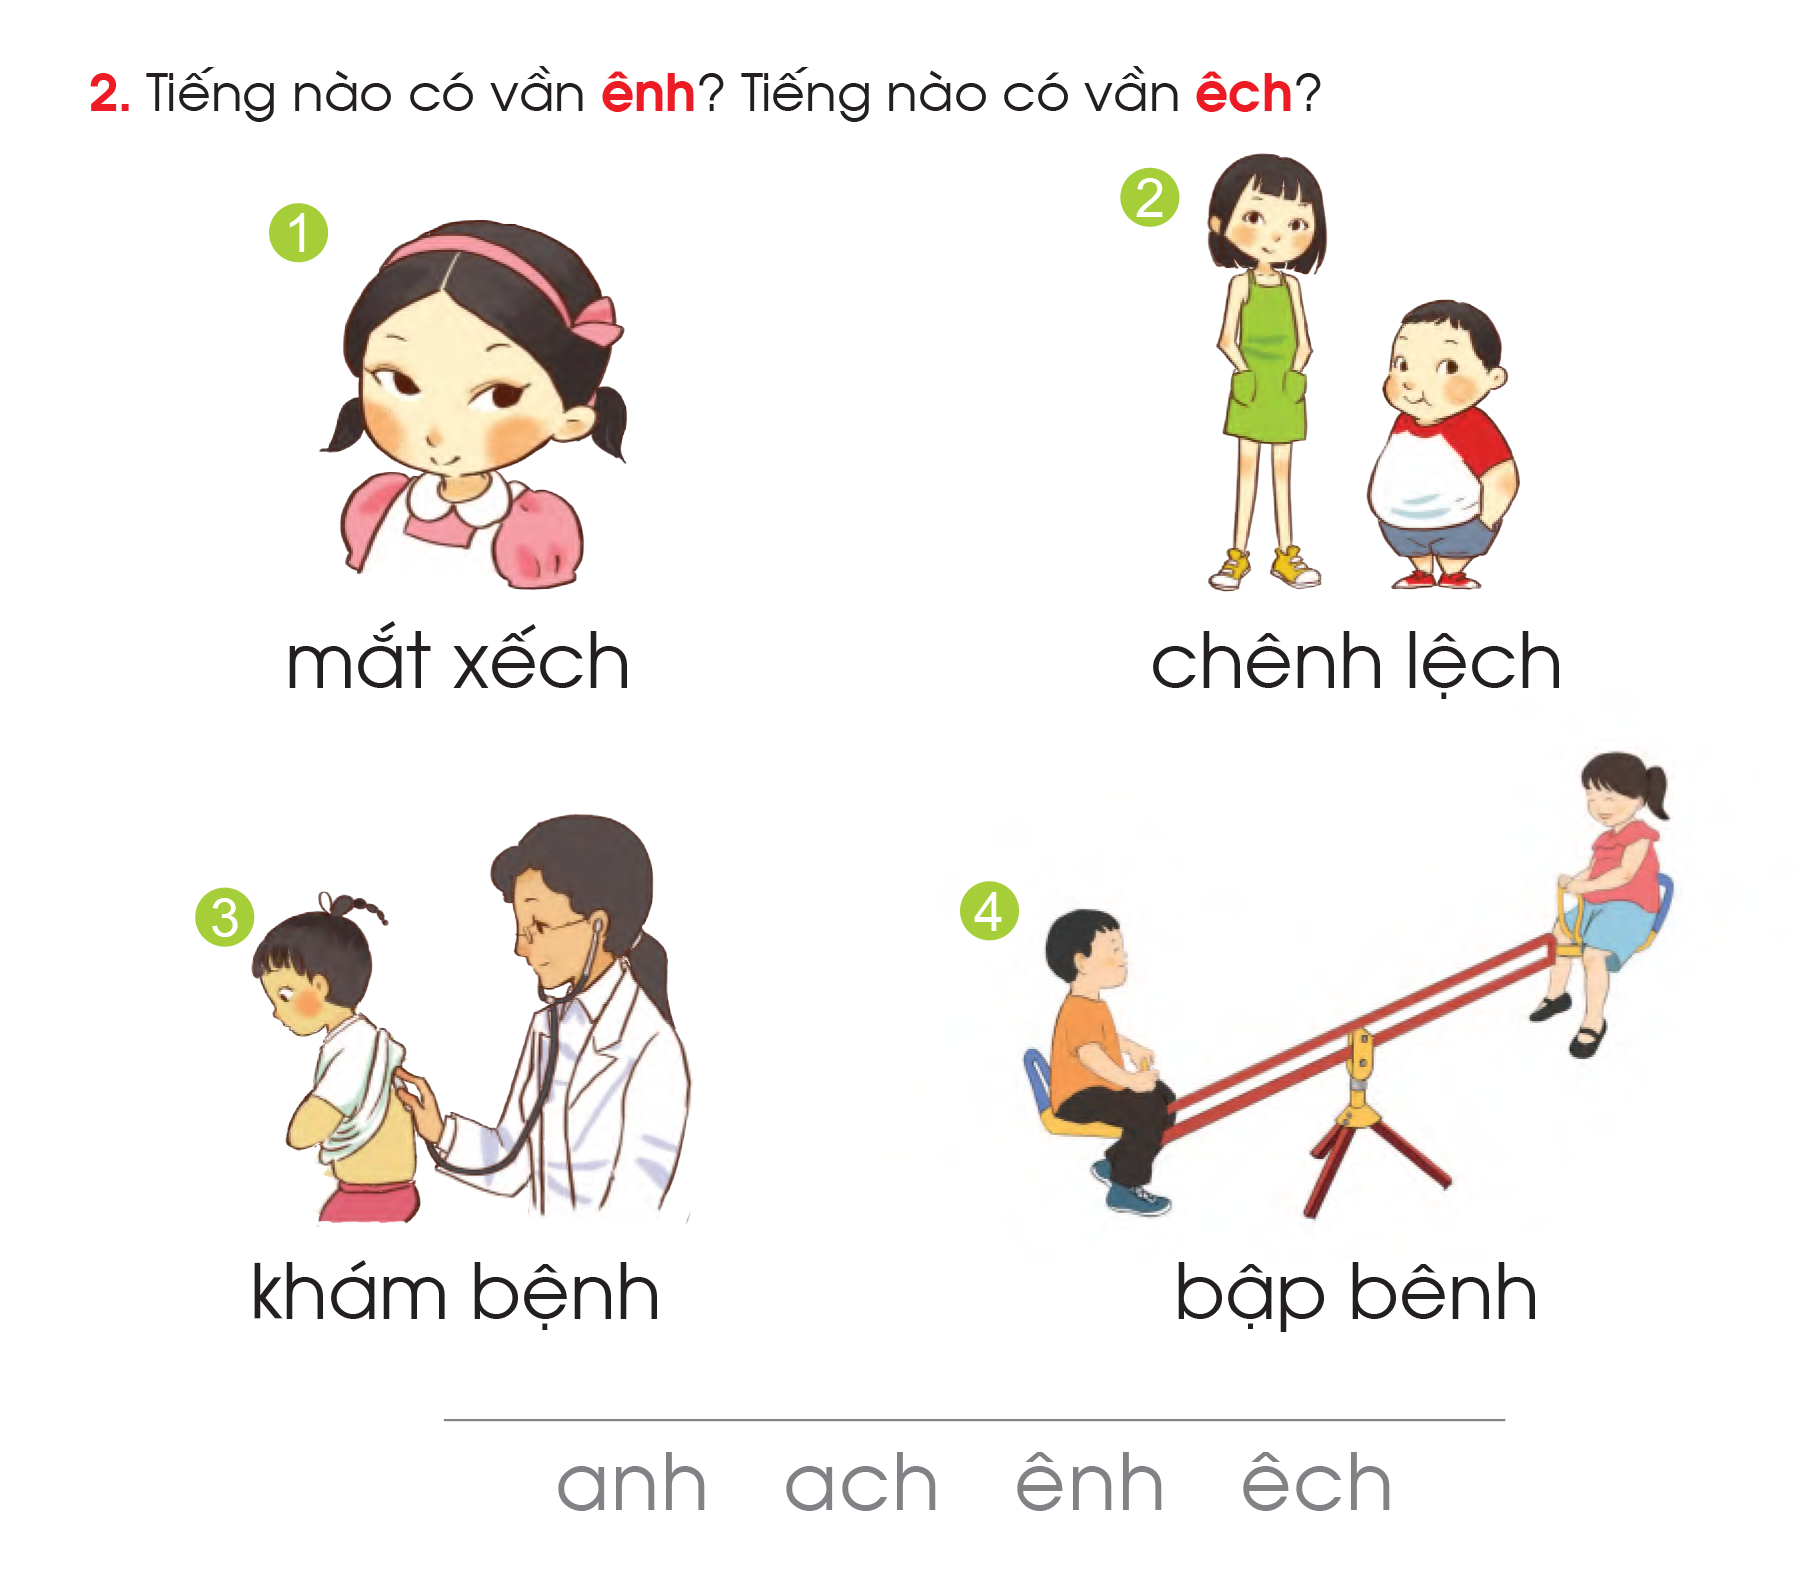 2. Tiếng nào có vần ênh? Tiếng nào có vần êch?
1
2
mắt xếch
chênh lệch
3
4
khám bệnh
bập bênh
anh ach ênh êch